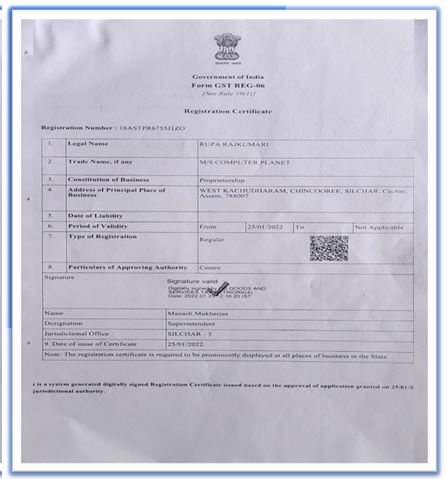 Government of India
Form GST REG-06
[See Rule 10(1)]
Registration Certificate
Registration Number : 18ASTPR6755J1ZO
1. Legal Name RUPA RAJKUMARI
2. Trade Name, if any M/S COMPUTER PLANET
3. Constitution of Business Proprietorship
4. Address of Principal Place of Business WEST KACHUDHARAM, CHINCOOREE, SILCHAR, Cachar, Assam, 788007
5. Date of Liability
6. Period of Validity From 25/01/2022 To Not Applicable
7. Type of Registration Regular
8. Particulars of Approving Authority Centre
Signature
Signature valid
Digitally signed by GOODS AND
SERVICES TAX NETWORK(4)
Date: 2022.01.25 12:16:20 IST
Name Manash Mukherjee
Designation Superintendent
Jurisdictional Office SILCHAR - 3
9. Date of issue of Certificate 25/01/2022
Note: The registration certificate is required to be prominently displayed at all places of business in the State.
is a system generated digitally signed Registration Certificate issued based on the approval of application granted on 25/01/2
jurisdictional authority.